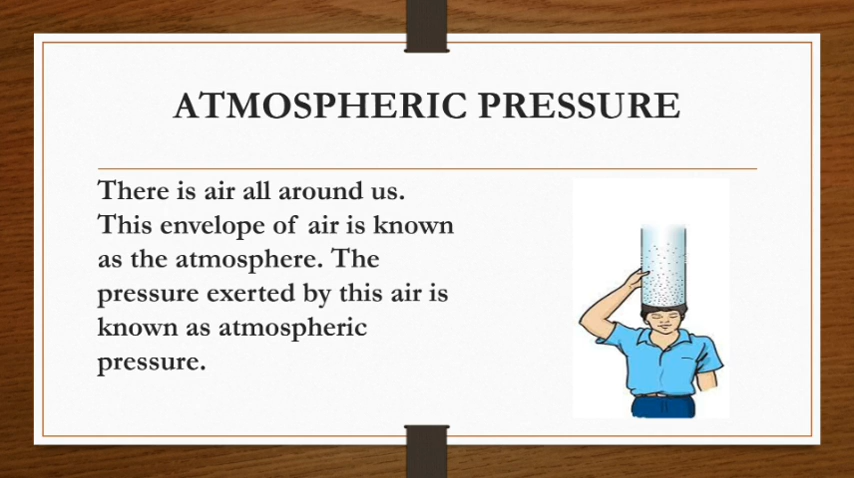 ATMOSPHERIC PRESSURE
There is air all around us.
This envelope of air is known
as the atmosphere. The
pressure exerted by this air is
known as atmospheric
pressure.